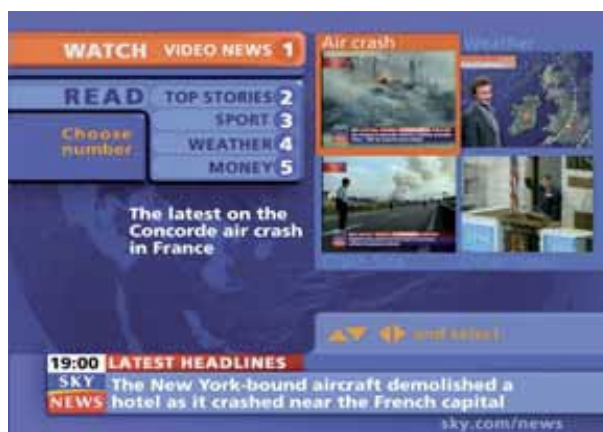 WATCH VIDEO NEWS 1
READ TOP STORIES 2
SPORT 3
WEATHER 4
MONEY 5
Choose
number
Air crash
Weather
The latest on the
Concorde air crash
in France
and select
19:00 LATEST HEADLINES
SKY
NEWS
The New York-bound aircraft demolished a
hotel as it crashed near the French capital
sky.com/news